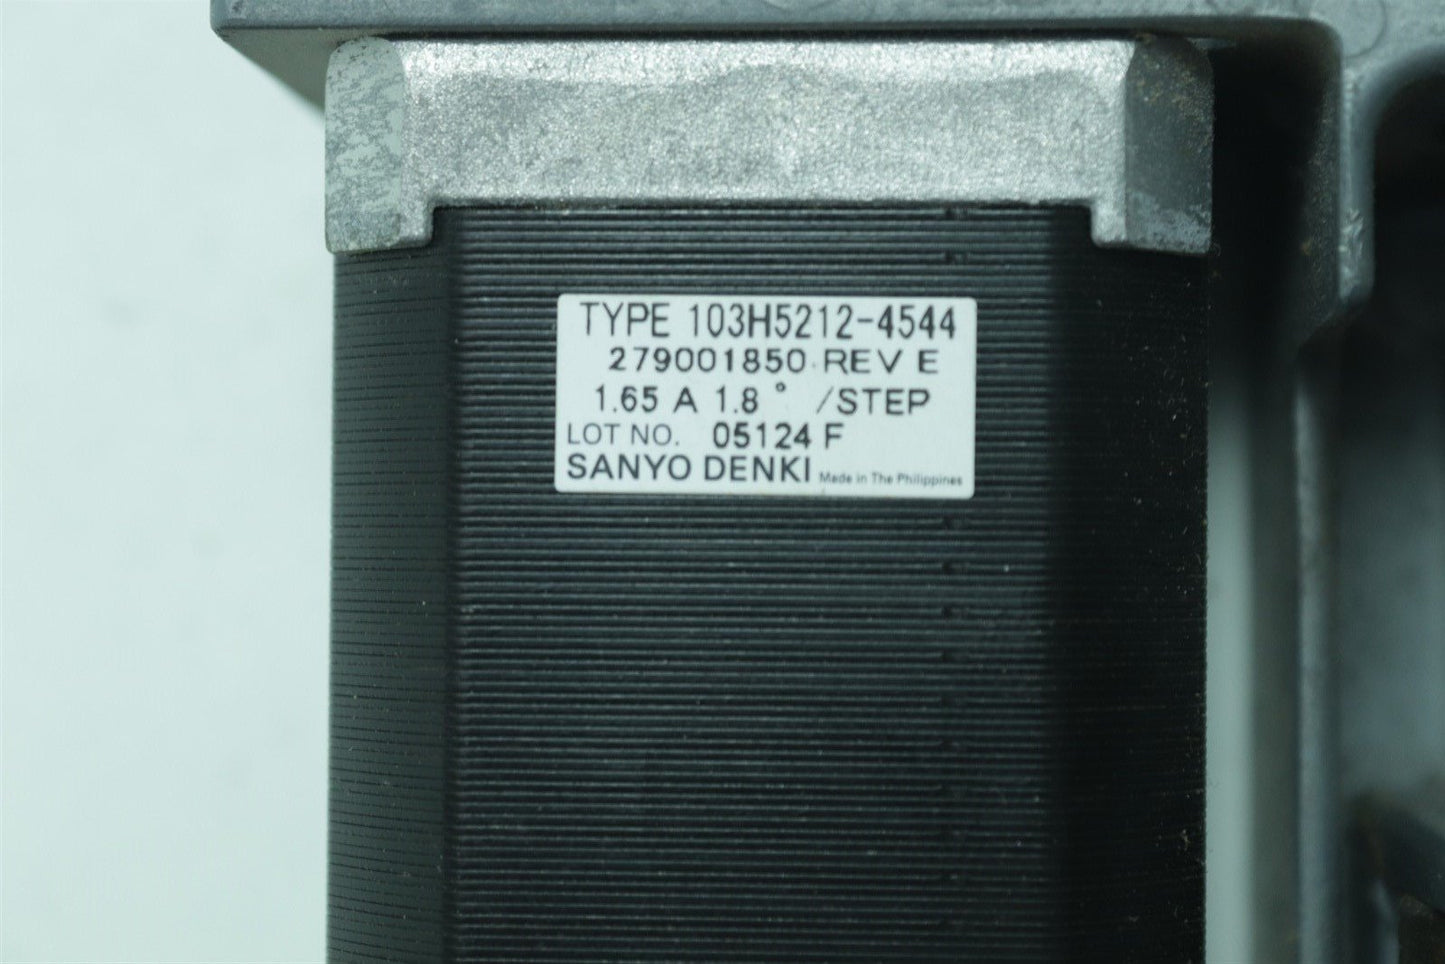 TYPE 103H5212-4544
279001850 REV E
1.65 A 1.8° /STEP
LOT NO. 05124 F
SANYO DENKI Made in The Philippines